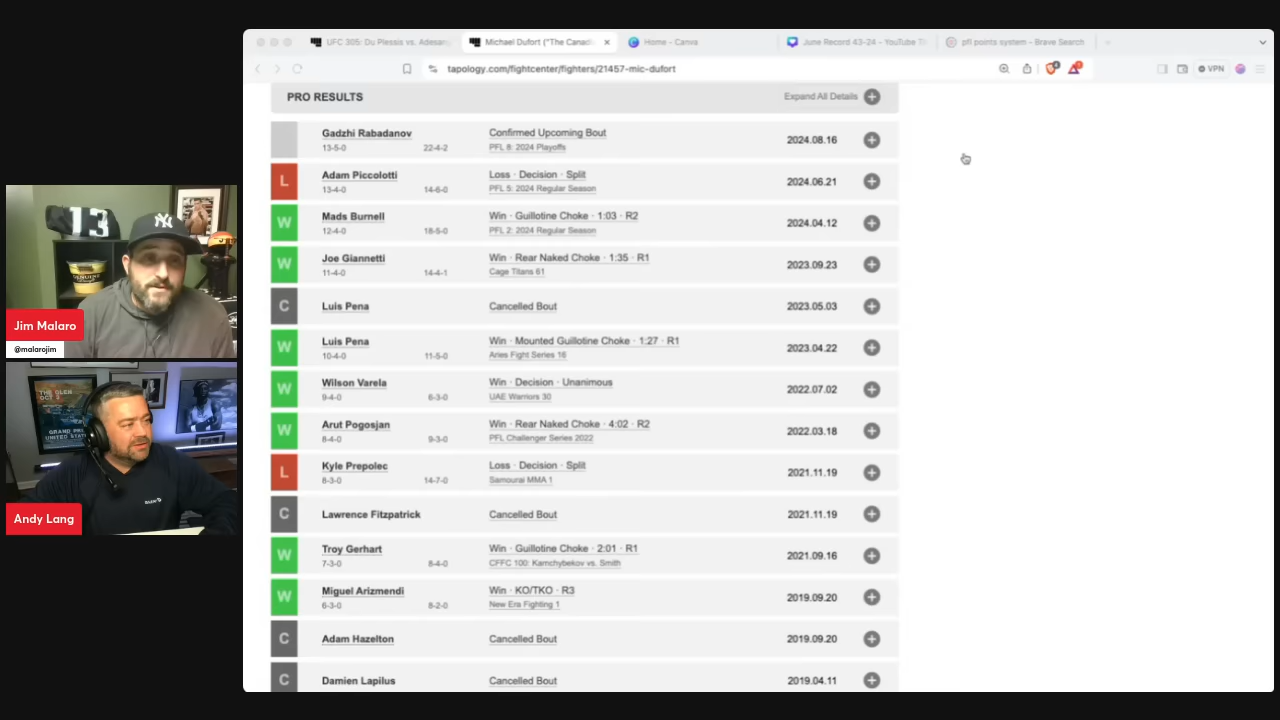 UFC 305: Du Plessis vs. Adesan
Michael Dufort ("The Canadi
Home – Canva
June Record 43-24 – YouTube T
pfl points system – Brave Search
tapology.com/fightcenter/fighters/21457-mic-dufort
VPN
PRO RESULTS
Expand All Details
Gadzhi Rabadanov
Confirmed Upcoming Bout
2024.08.16
13-5-0
22-4-2
PFL 8: 2024 Playoffs
L
Adam Piccolotti
Loss · Decision · Split
2024.06.21
13-4-0
14-6-0
PFL 5: 2024 Regular Season
W
Mads Burnell
Win · Guillotine Choke · 1:03 · R2
2024.04.12
12-4-0
18-5-0
PFL 2: 2024 Regular Season
W
Joe Giannetti
Win · Rear Naked Choke · 1:35 · R1
2023.09.23
11-4-0
14-4-1
Cage Titans 61
C
Luis Pena
Cancelled Bout
2023.05.03
W
Luis Pena
Win · Mounted Guillotine Choke · 1:27 · R1
2023.04.22
10-4-0
11-5-0
Aries Fight Series 16
W
Wilson Varela
Win · Decision · Unanimous
2022.07.02
9-4-0
6-3-0
UAE Warriors 30
W
Arut Pogosjan
Win · Rear Naked Choke · 4:02 · R2
2022.03.18
8-4-0
9-3-0
PFL Challenger Series 2022
L
Kyle Prepolec
Loss · Decision · Split
2021.11.19
8-3-0
14-7-0
Samourai MMA 1
C
Lawrence Fitzpatrick
Cancelled Bout
2021.11.19
W
Troy Gerhart
Win · Guillotine Choke · 2:01 · R1
2021.09.16
7-3-0
8-4-0
CFFC 100: Kamchybekov vs. Smith
W
Miguel Arizmendi
Win · KO/TKO · R3
2019.09.20
6-3-0
8-2-0
New Era Fighting 1
C
Adam Hazelton
Cancelled Bout
2019.09.20
C
Damien Lapilus
Cancelled Bout
2019.04.11
13
GENUINE
Jim Malaro
@malarojim
THE GLEN
OCT
GRAND PRI
UNITED STA
Andy Lang